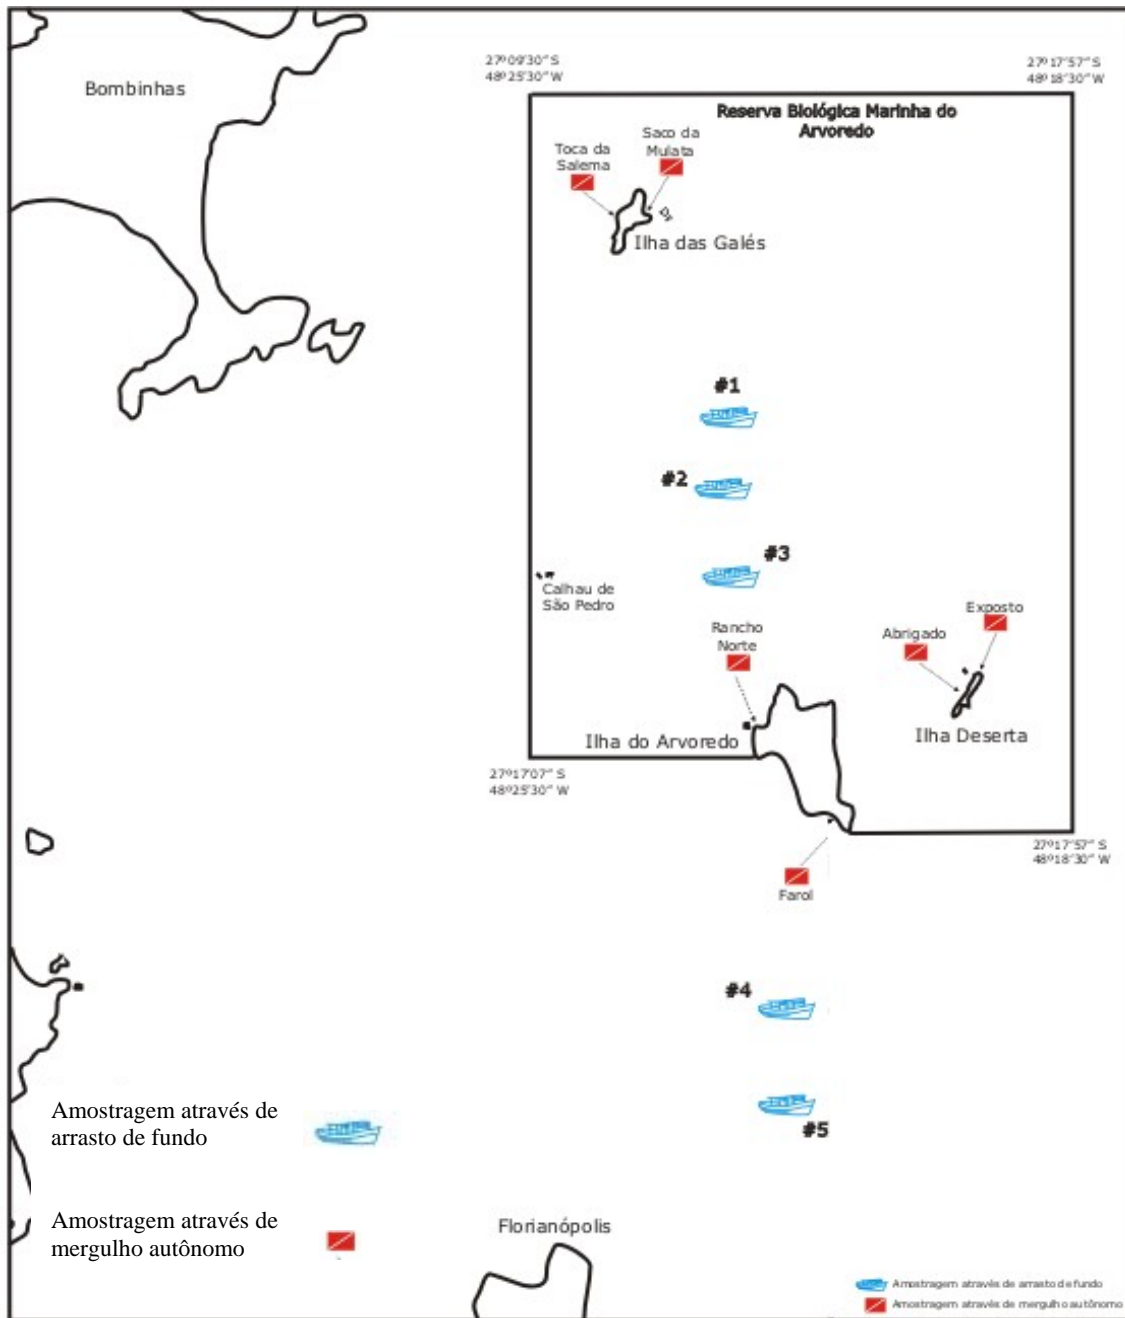 27º09'30" S
48º25'30" W
27º17'57" S
48º18'30" W
Bombinhas
Reserva Biológica Marinha do
Arvoredo
Saco da
Mulata
Toca da
Salema
Ilha das Galés
#1
#2
#3
Calhau de
São Pedro
Rancho
Norte
Exposto
Abrigado
Ilha do Arvoredo
Ilha Deserta
27º17'07" S
48º25'30" W
27º17'57" S
48º18'30" W
Farol
#4
#5
Amostragem através de
arrasto de fundo
Amostragem através de
mergulho autônomo
Florianópolis
Amostragem através de arrasto de fundo
Amostragem através de mergulho autônomo